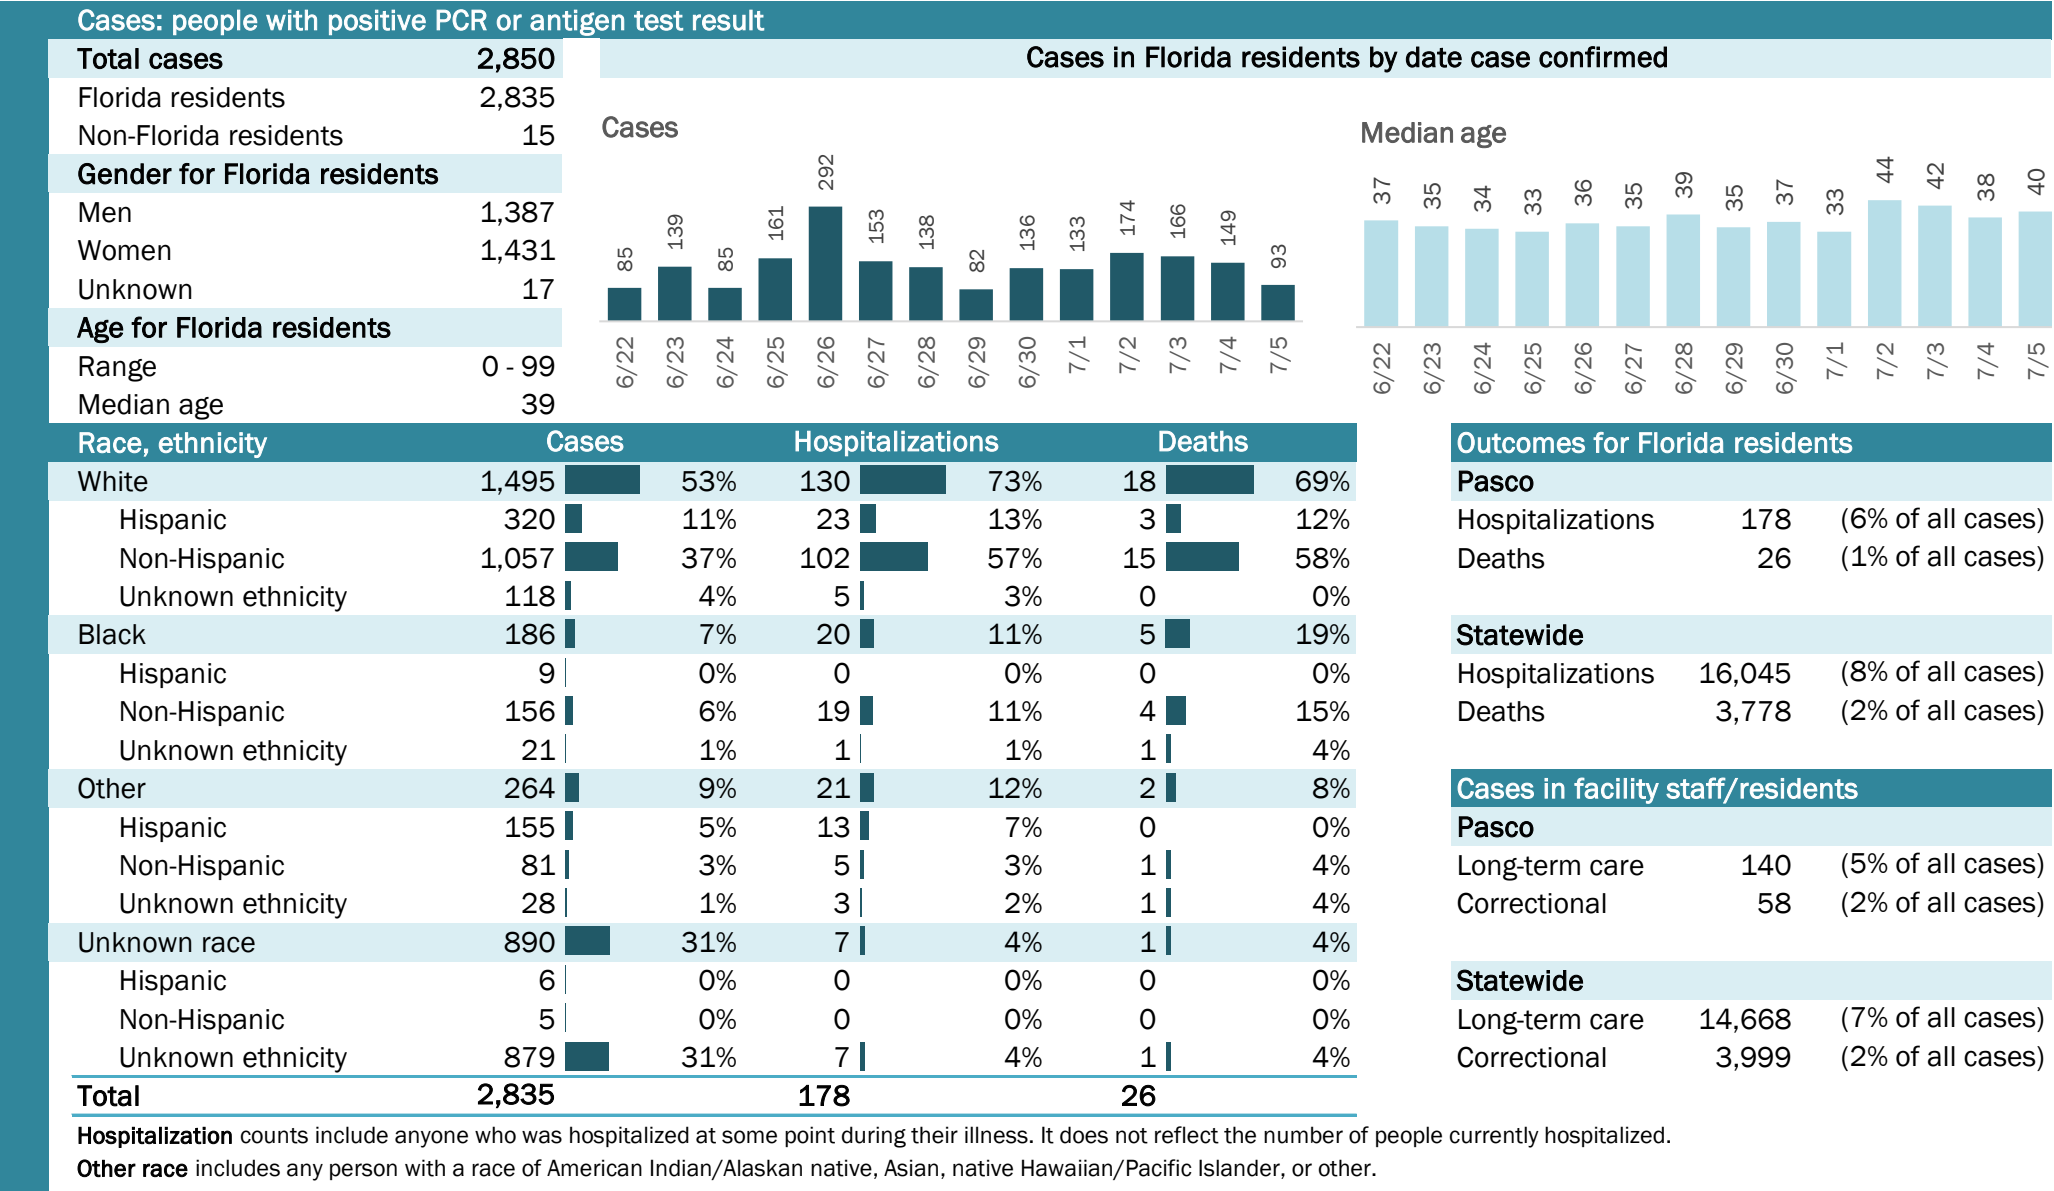 Cases: people with positive PCR or antigen test result
Total cases 2,850
Florida residents 2,835
Non-Florida residents 15
Gender for Florida residents
Men 1,387
Women 1,431
Unknown 17
Age for Florida residents
Range 0 - 99
Median age 39
Cases in Florida residents by date case confirmed
Cases
85 139 85 161 292 153 138 82 136 133 174 166 149 93
6/22 6/23 6/24 6/25 6/26 6/27 6/28 6/29 6/30 7/1 7/2 7/3 7/4 7/5
Median age
37 35 34 33 36 35 39 35 37 33 44 42 38 40
6/22 6/23 6/24 6/25 6/26 6/27 6/28 6/29 6/30 7/1 7/2 7/3 7/4 7/5
Race, ethnicity Cases Hospitalizations Deaths
White 1,495 53% 130 73% 18 69%
Hispanic 320 11% 23 13% 3 12%
Non-Hispanic 1,057 37% 102 57% 15 58%
Unknown ethnicity 118 4% 5 3% 0 0%
Black 186 7% 20 11% 5 19%
Hispanic 9 0% 0 0% 0 0%
Non-Hispanic 156 6% 19 11% 4 15%
Unknown ethnicity 21 1% 1 1% 1 4%
Other 264 9% 21 12% 2 8%
Hispanic 155 5% 13 7% 0 0%
Non-Hispanic 81 3% 5 3% 1 4%
Unknown ethnicity 28 1% 3 2% 1 4%
Unknown race 890 31% 7 4% 1 4%
Hispanic 6 0% 0 0% 0 0%
Non-Hispanic 5 0% 0 0% 0 0%
Unknown ethnicity 879 31% 7 4% 1 4%
Total 2,835 178 26
Outcomes for Florida residents
Pasco
Hospitalizations 178 (6% of all cases)
Deaths 26 (1% of all cases)
Statewide
Hospitalizations 16,045 (8% of all cases)
Deaths 3,778 (2% of all cases)
Cases in facility staff/residents
Pasco
Long-term care 140 (5% of all cases)
Correctional 58 (2% of all cases)
Statewide
Long-term care 14,668 (7% of all cases)
Correctional 3,999 (2% of all cases)
Hospitalization counts include anyone who was hospitalized at some point during their illness. It does not reflect the number of people currently hospitalized.
Other race includes any person with a race of American Indian/Alaskan native, Asian, native Hawaiian/Pacific Islander, or other.